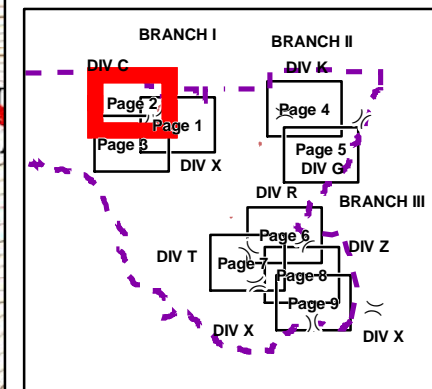 BRANCH I
BRANCH II
DIV C
DIV K
Page 2
Page 4
Page 1
Page 3
Page 5
DIV X
DIV G
DIV R
BRANCH III
Page 6
DIV Z
DIV T
Page 7
Page 8
Page 9
DIV X
DIV X